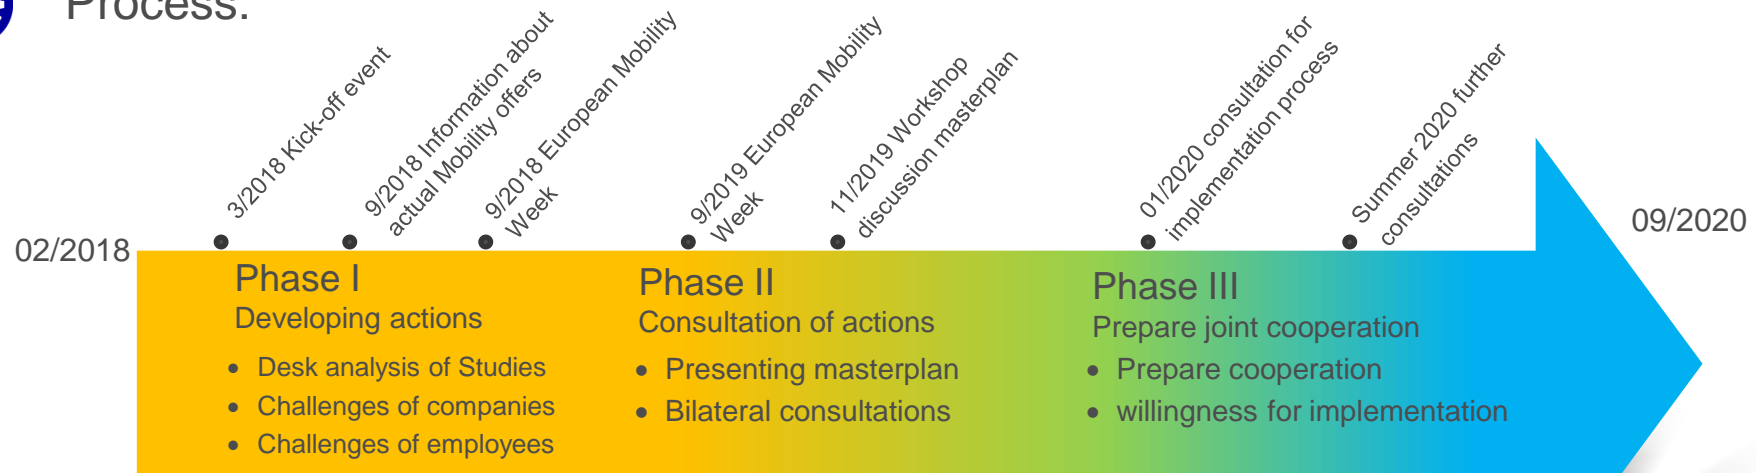 Process:
3/2018 Kick-off event
9/2018 Information about
actual Mobility offers
9/2018 European Mobility
Week
9/2019 European Mobility
Week
11/2019 Workshop
discussion masterplan
01/2020 consultation for
implementation process
Summer 2020 further
consultations
02/2018
09/2020
Phase I
Developing actions
• Desk analysis of Studies
• Challenges of companies
• Challenges of employees
Phase II
Consultation of actions
• Presenting masterplan
• Bilateral consultations
Phase III
Prepare joint cooperation
• Prepare cooperation
• willingness for implementation